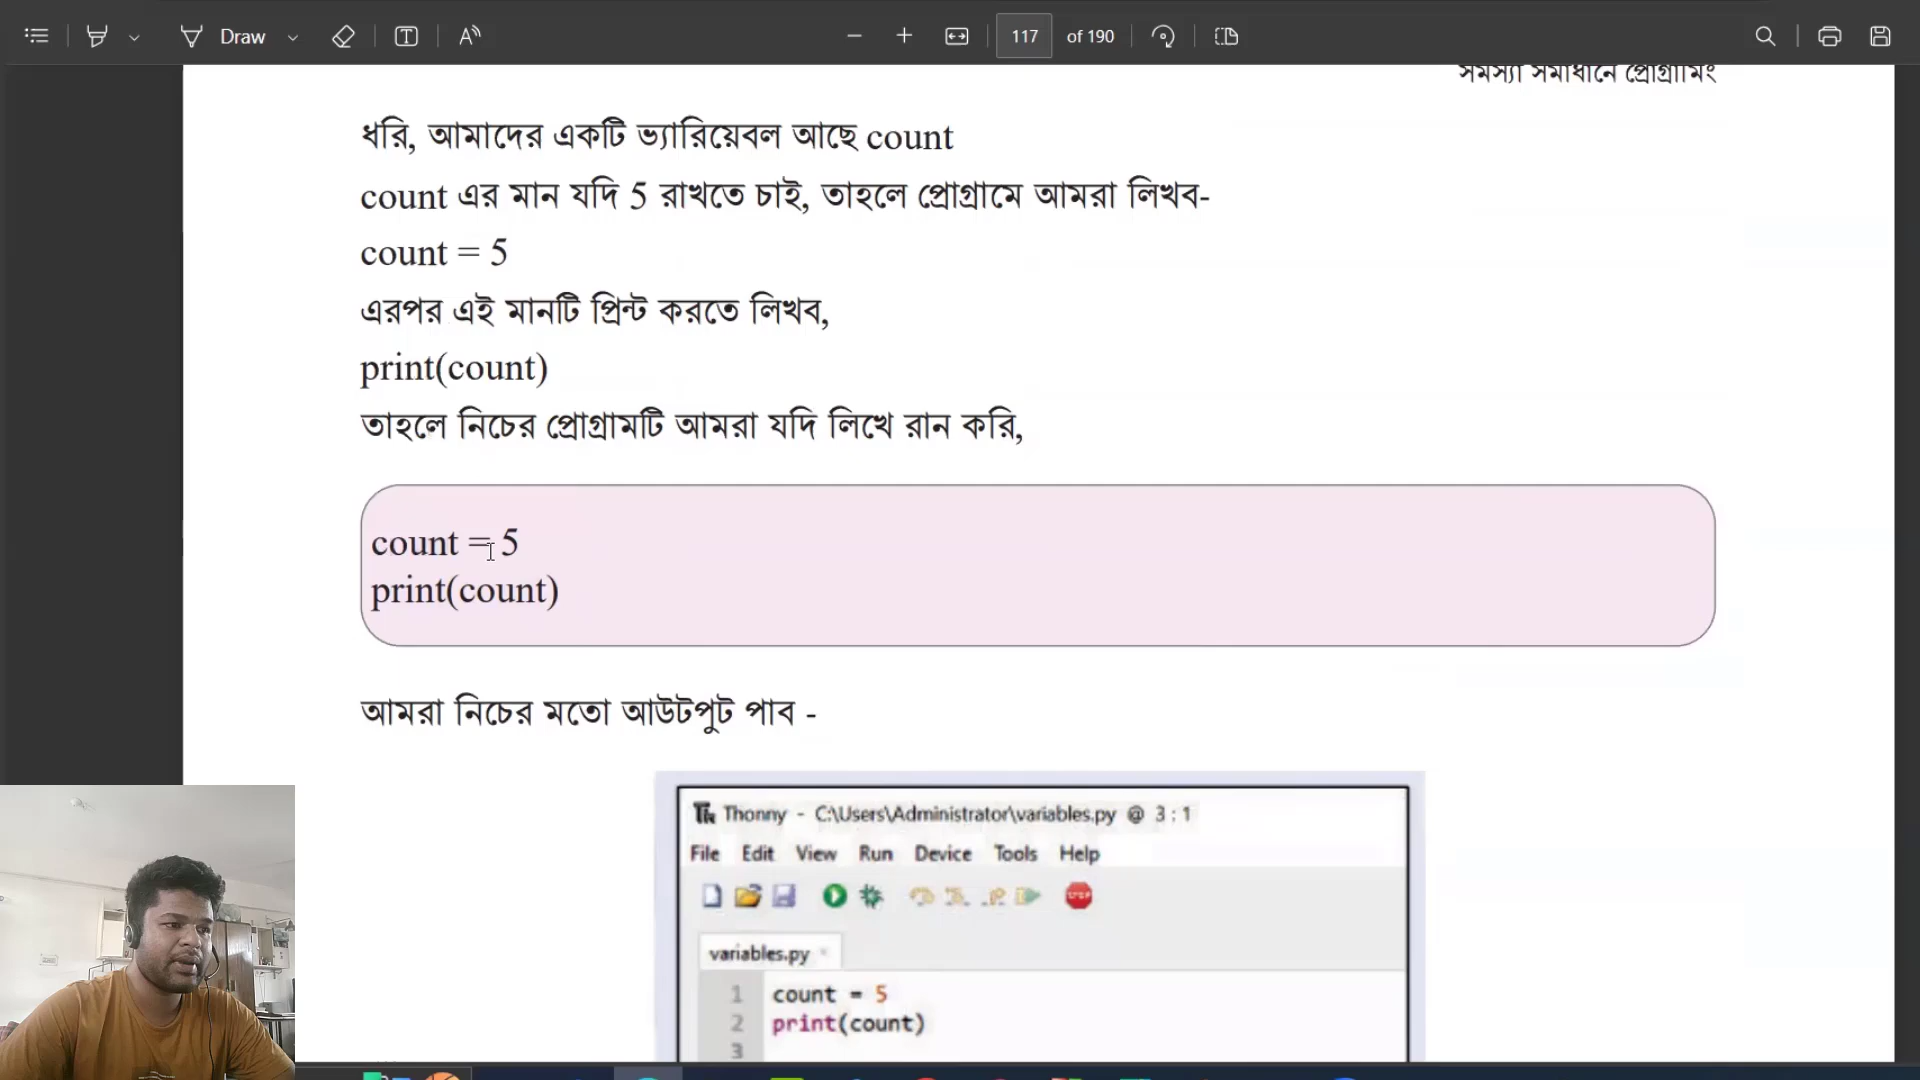 Draw
117 of 190
সমস্যা সমাধানে প্রোগ্রামিং
ধরি, আমাদের একটি ভ্যারিয়েবল আছে count
count এর মান যদি 5 রাখতে চাই, তাহলে প্রোগ্রামে আমরা লিখব-
count = 5
এরপর এই মানটি প্রিন্ট করতে লিখব,
print(count)
তাহলে নিচের প্রোগ্রামটি আমরা যদি লিখে রান করি,
count = 5
print(count)
আমরা নিচের মতো আউটপুট পাব -
Thonny - C:\Users\Administrator\variables.py @ 3 : 1
File Edit View Run Device Tools Help
STOP
variables.py ×
1 count = 5
2 print(count)
3